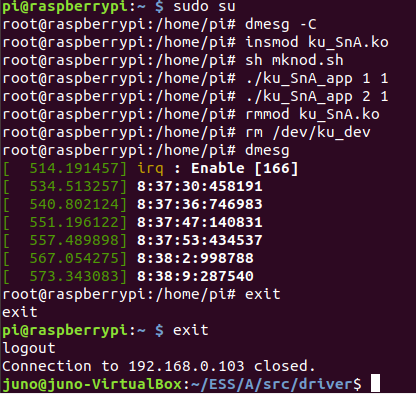 pi@raspberrypi:~ $ sudo su
root@raspberrypi:/home/pi# dmesg -C
root@raspberrypi:/home/pi# insmod ku_SnA.ko
root@raspberrypi:/home/pi# sh mknod.sh
root@raspberrypi:/home/pi# ./ku_SnA_app 1 1
root@raspberrypi:/home/pi# ./ku_SnA_app 2 1
root@raspberrypi:/home/pi# rmmod ku_SnA.ko
root@raspberrypi:/home/pi# rm /dev/ku_dev
root@raspberrypi:/home/pi# dmesg
[  514.191457] irq : Enable [166]
[  534.513257] 8:37:30:458191
[  540.802124] 8:37:36:746983
[  551.196122] 8:37:47:140831
[  557.489898] 8:37:53:434537
[  567.054275] 8:38:2:998788
[  573.343083] 8:38:9:287540
root@raspberrypi:/home/pi# exit
exit
pi@raspberrypi:~ $ exit
logout
Connection to 192.168.0.103 closed.
juno@juno-VirtualBox:~/ESS/A/src/driver$